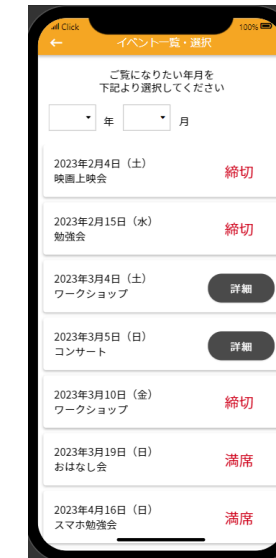 Click
100%
← イベント一覧・選択
ご覧になりたい年月を
下記より選択してください
年 月
2023年2月4日（土）
映画上映会
締切
2023年2月15日（水）
勉強会
締切
2023年3月4日（土）
ワークショップ
詳細
2023年3月5日（日）
コンサート
詳細
2023年3月10日（金）
ワークショップ
締切
2023年3月19日（日）
おはなし会
満席
2023年4月16日（日）
スマホ勉強会
満席